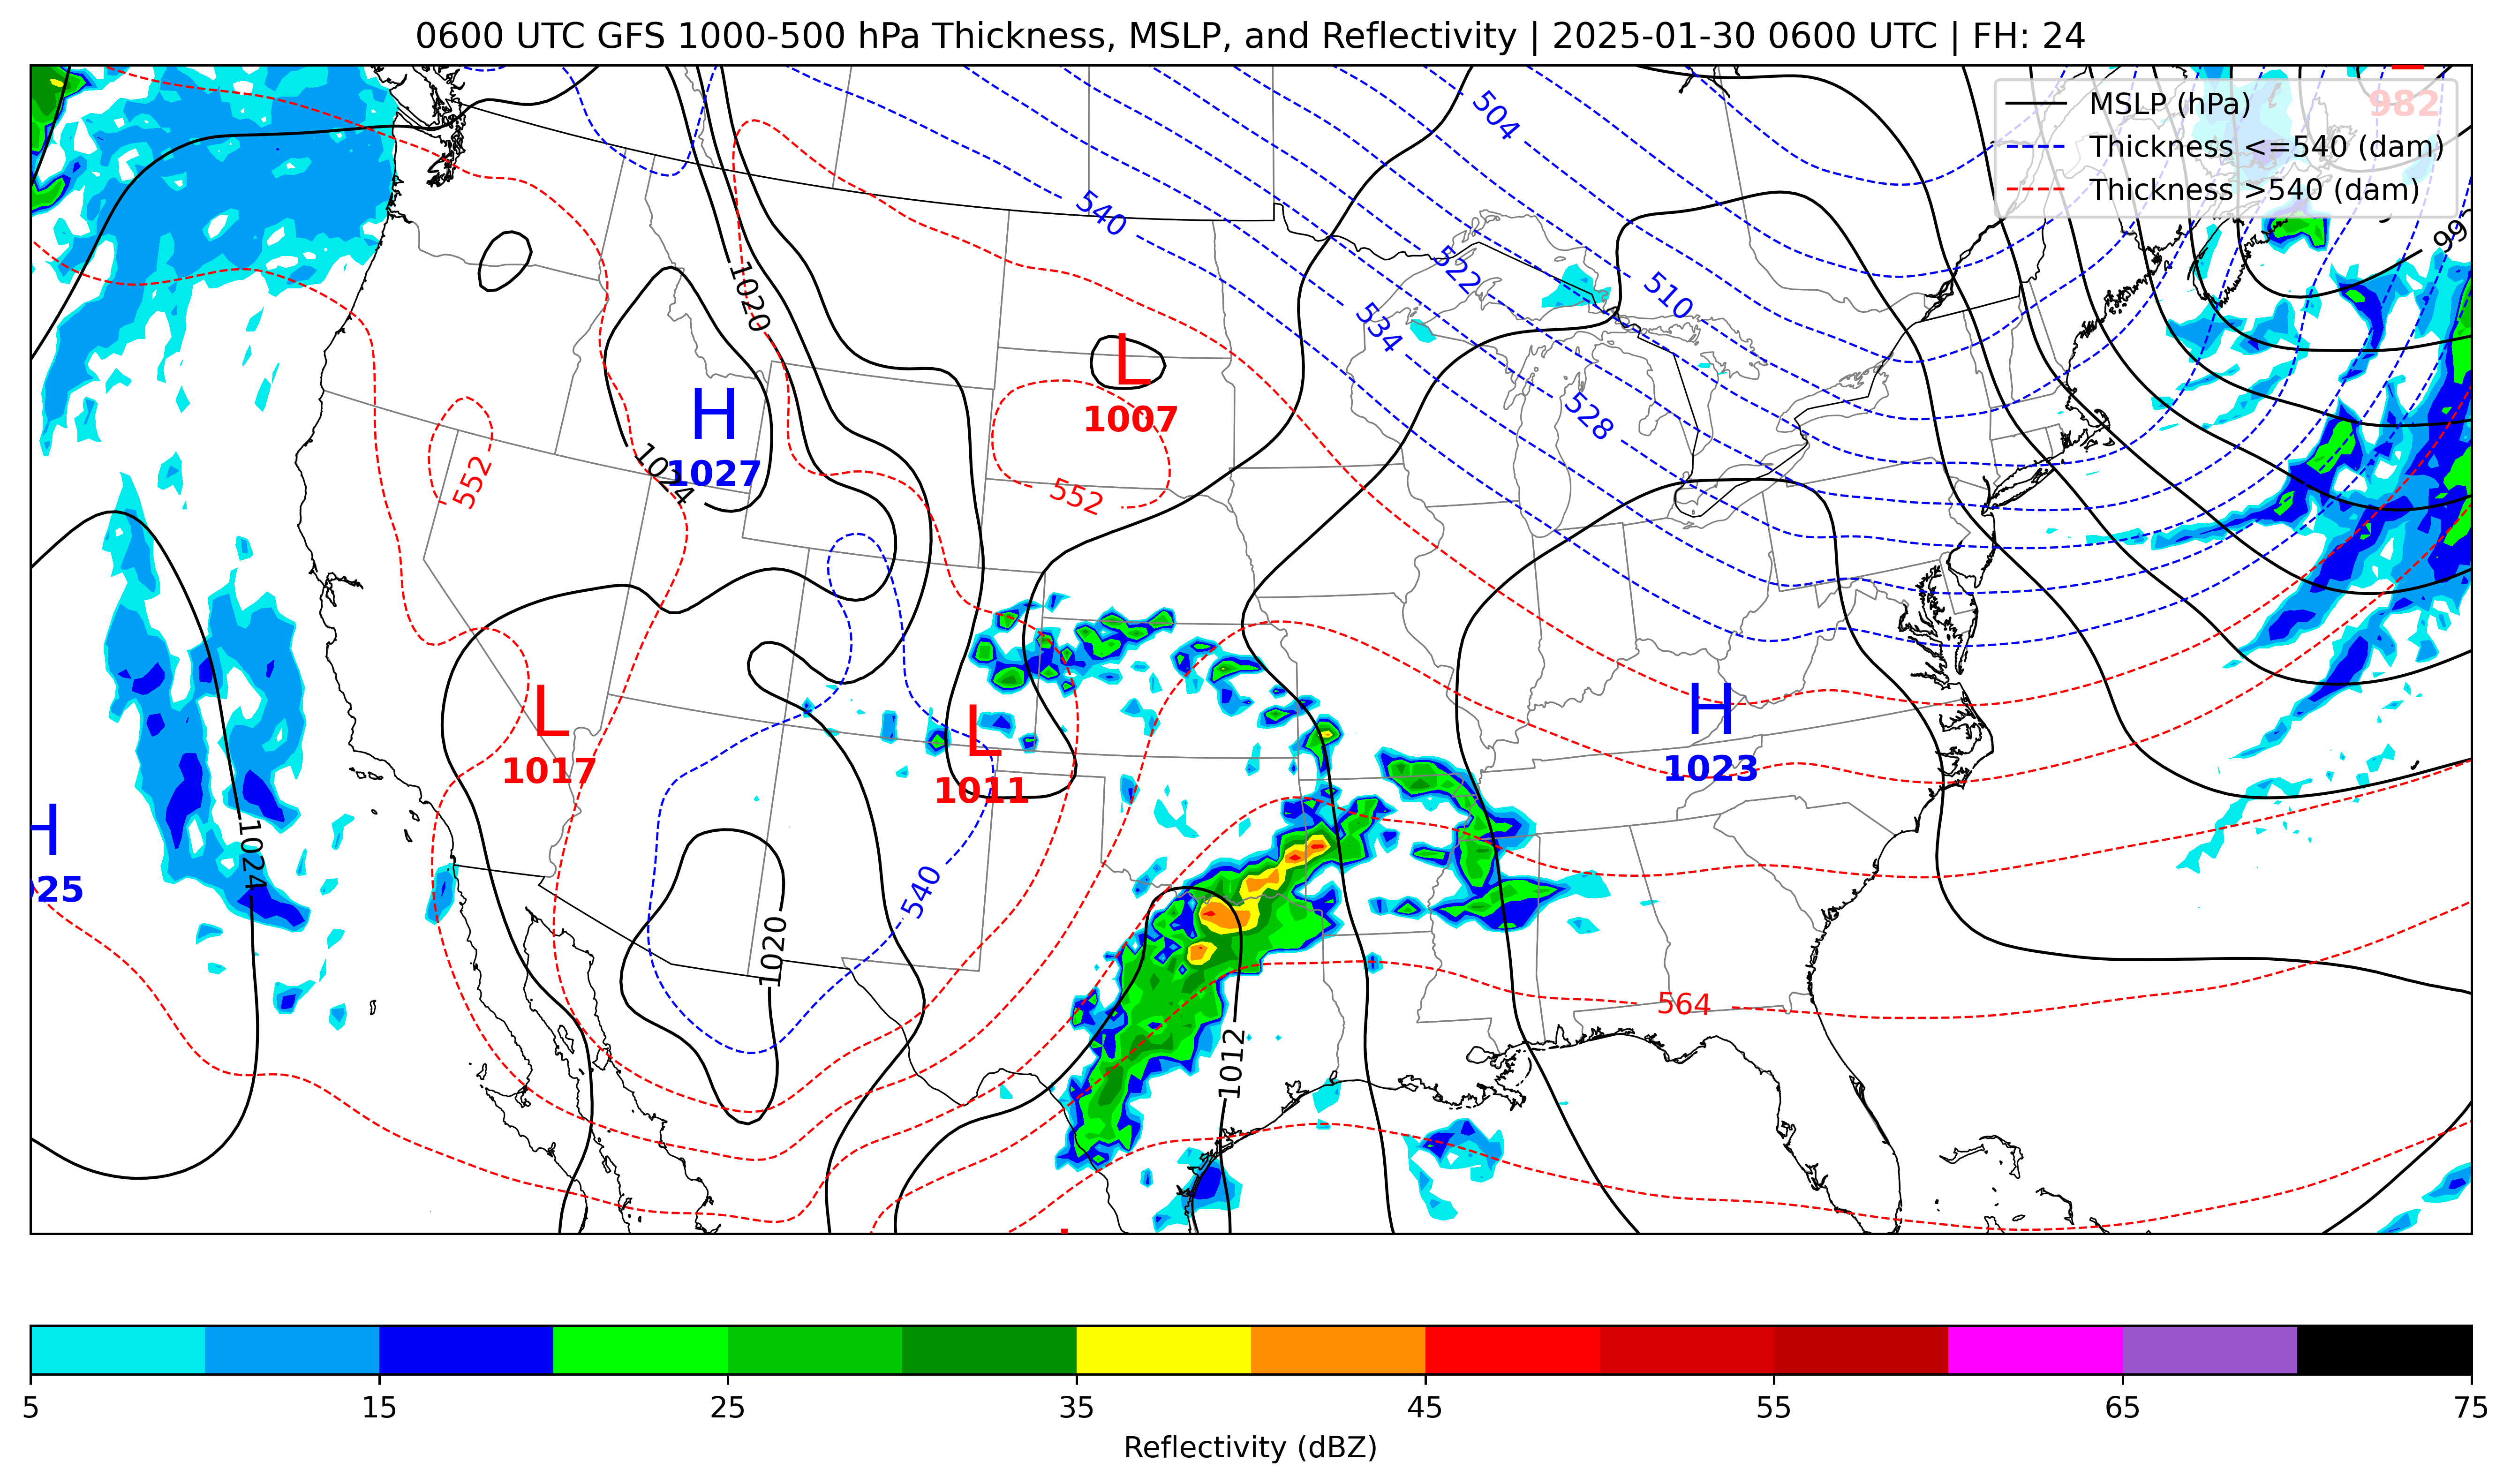 0600 UTC GFS 1000-500 hPa Thickness, MSLP, and Reflectivity | 2025-01-30 0600 UTC | FH: 24
MSLP (hPa)
Thickness <=540 (dam)
Thickness >540 (dam)
982
504
540
99
522
510
1020
534
L
1007
H
1027
1024
528
552
552
L
1017
L
1011
H
1023
H
25
1024
540
1020
564
1012
5
15
25
35
45
55
65
75
Reflectivity (dBZ)